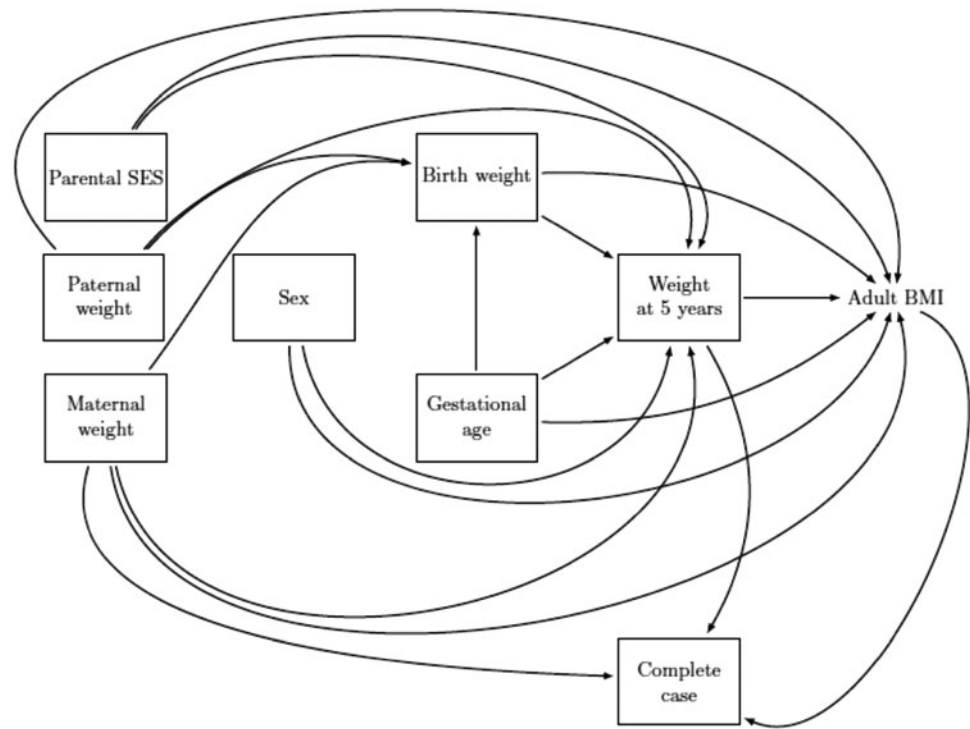 Parental SES
Birth weight
Paternal
weight
Sex
Weight
at 5 years
Adult BMI
Maternal
weight
Gestational
age
Complete
case